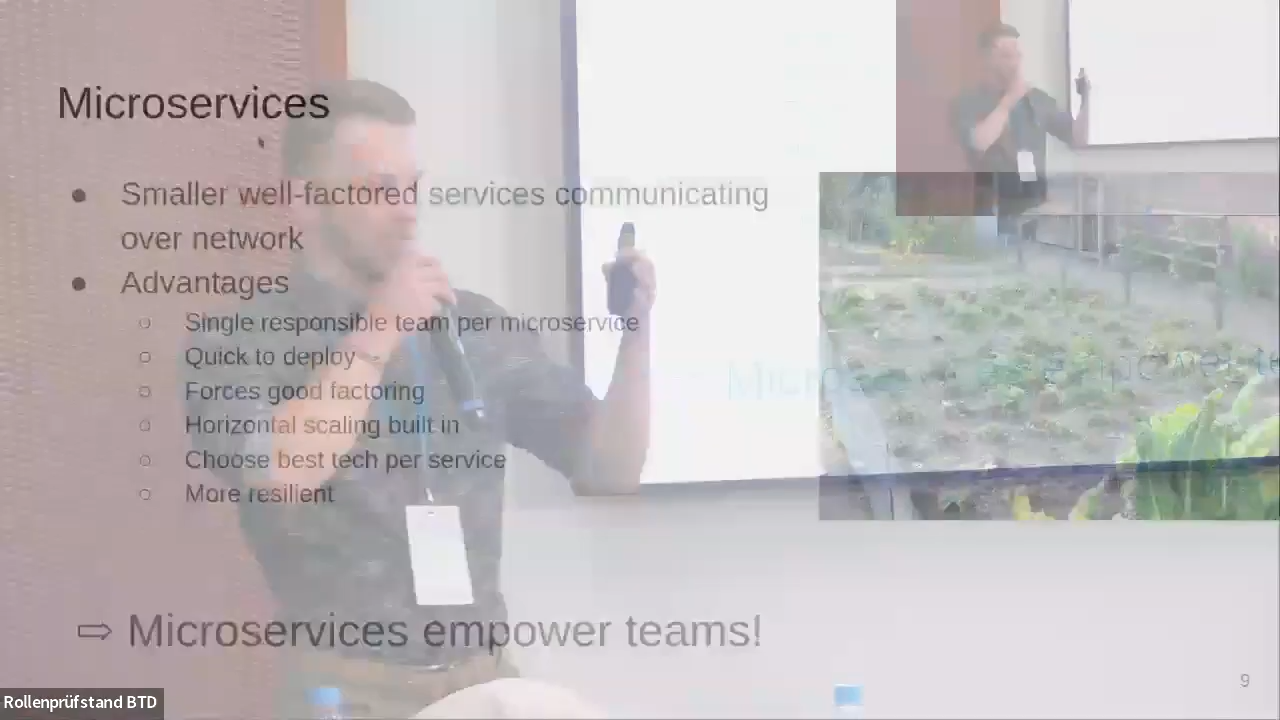 Microservices
● Smaller well-factored services communicating
over network
● Advantages
○ Single responsible team per microservice
○ Quick to deploy
○ Forces good factoring
○ Horizontal scaling built in
○ Choose best tech per service
○ More resilient
⇨ Microservices empower teams!
9
Rollenprüfstand BTD